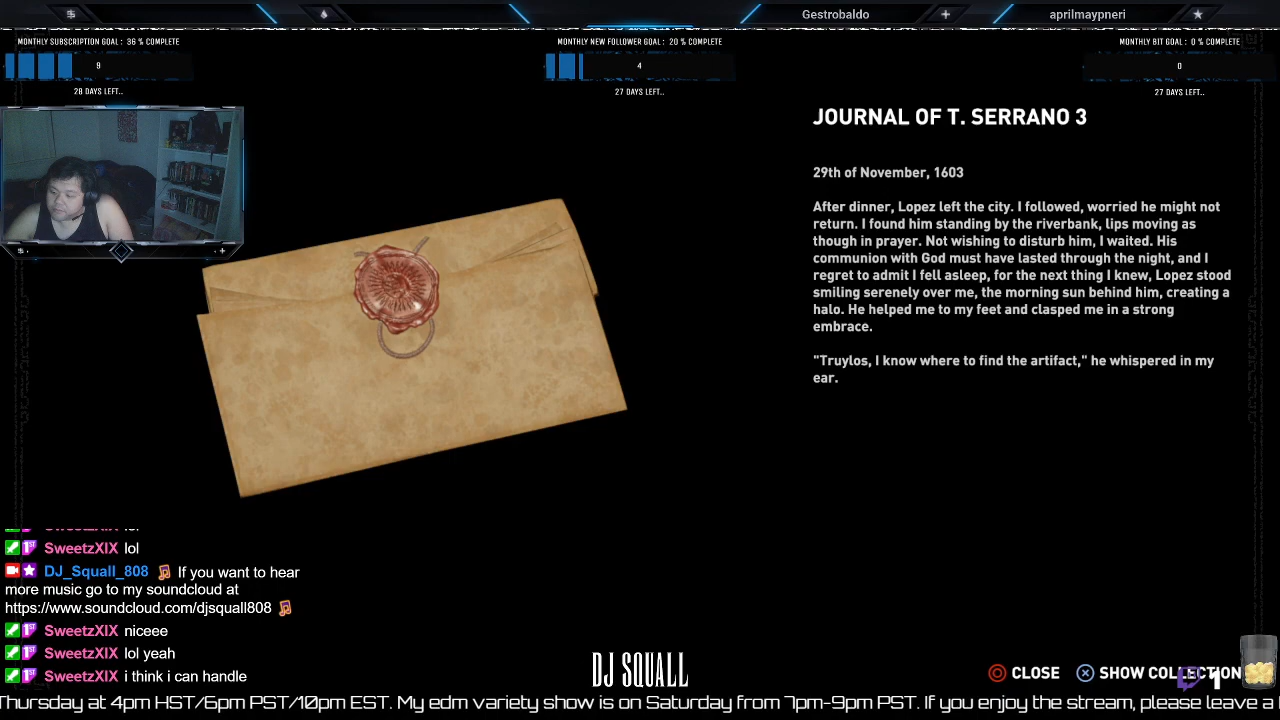 Gestrobaldo
aprilmaypneri
MONTHLY SUBSCRIPTION GOAL : 36 % COMPLETE
9
28 DAYS LEFT..
MONTHLY NEW FOLLOWER GOAL : 20 % COMPLETE
4
27 DAYS LEFT..
MONTHLY BIT GOAL : 0 % COMPLETE
0
27 DAYS LEFT..
JOURNAL OF T. SERRANO 3
29th of November, 1603
After dinner, Lopez left the city. I followed, worried he might not
return. I found him standing by the riverbank, lips moving as
though in prayer. Not wishing to disturb him, I waited. His
communion with God must have lasted through the night, and I
regret to admit I fell asleep, for the next thing I knew, Lopez stood
smiling serenely over me, the morning sun behind him, creating a
halo. He helped me to my feet and clasped me in a strong
embrace.
"Truylos, I know where to find the artifact," he whispered in my
ear.
SweetzXIX lol
SweetzXIX lol
DJ_Squall_808 If you want to hear
more music go to my soundcloud at
https://www.soundcloud.com/djsquall808
SweetzXIX niceee
SweetzXIX lol yeah
SweetzXIX i think i can handle
DJ SQUALL
CLOSE
SHOW COLLECTION
1
Thursday at 4pm HST/6pm PST/10pm EST. My edm variety show is on Saturday from 7pm-9pm PST. If you enjoy the stream, please leave a